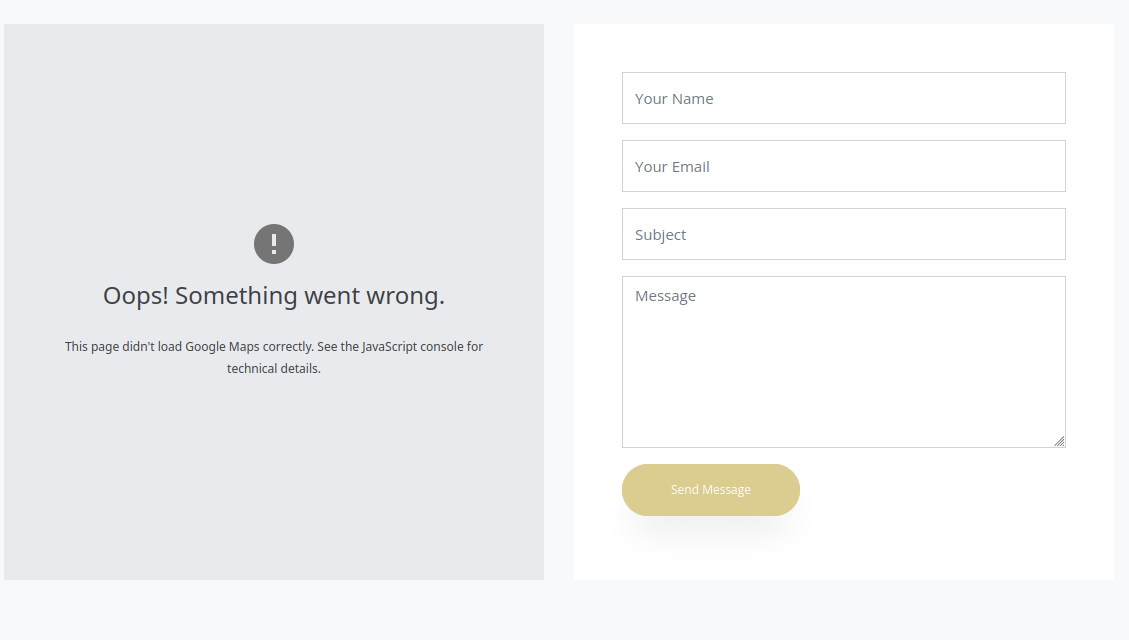 Oops! Something went wrong.
This page didn't load Google Maps correctly. See the JavaScript console for
technical details.
Your Name
Your Email
Subject
Message
Send Message